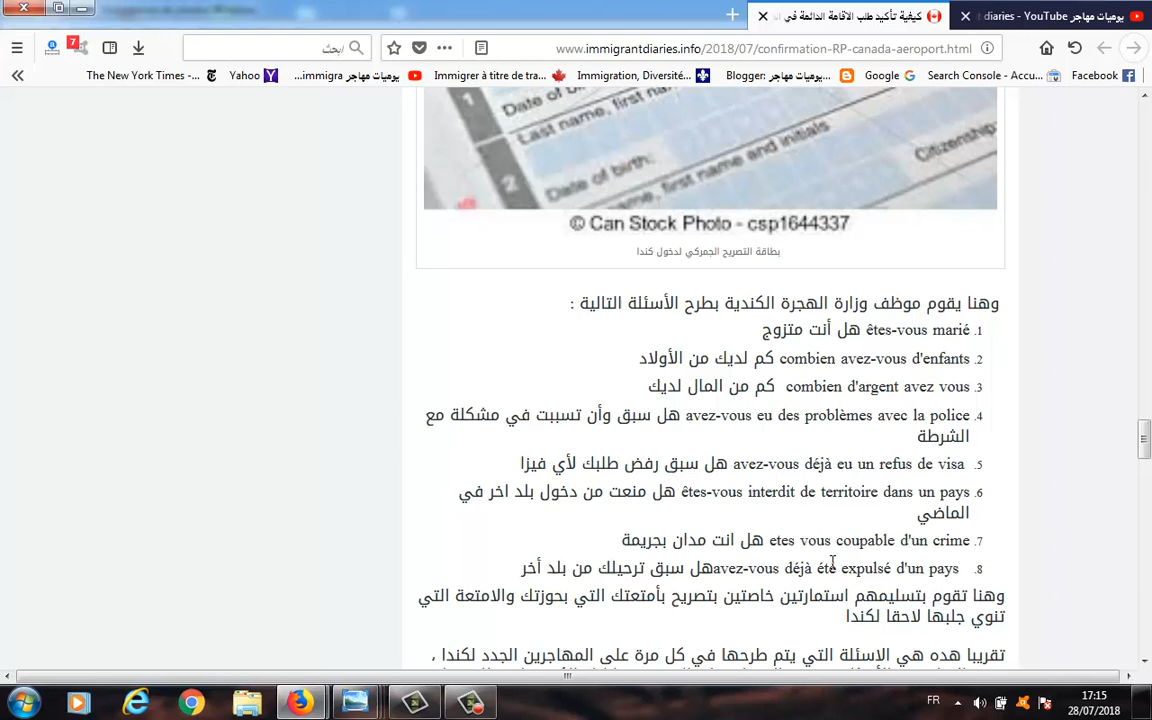 كيفية تأكيد طلب الاقامة الدائمة في
يوميات مهاجر - YouTube
diaries
7
ابحث
www.immigrantdiaries.info/2018/07/confirmation-RP-canada-aeroport.html
The New York Times -...
Yahoo
يوميات مهاجر immigra...
Immigrer à titre de tra...
Immigration, Diversité...
Blogger: يوميات مهاجر...
Google
Search Console - Accu...
Facebook
1
Date of
Last name, first
2
Date of birth:
name, first name and initials
Citizenship
© Can Stock Photo - csp1644337
بطاقة التصريح الجمركي لدخول كندا
وهنا يقوم موظف وزارة الهجرة الكندية بطرح الأسئلة التالية :
1. êtes-vous marié هل أنت متزوج
2. combien avez-vous d'enfants كم لديك من الأولاد
3. combien d'argent avez vous كم من المال لديك
4. avez-vous eu des problèmes avec la police هل سبق وأن تسببت في مشكلة مع
الشرطة
5. avez-vous déjà eu un refus de visa هل سبق رفض طلبك لأي فيزا
6. êtes-vous interdit de territoire dans un pays هل منعت من دخول بلد اخر في
الماضي
7. etes vous coupable d'un crime هل انت مدان بجريمة
8. avez-vous déjà été expulsé d'un pays هل سبق ترحيلك من بلد أخر
وهنا تقوم بتسليمهم استمارتين خاصتين بتصريح بأمتعتك التي بحوزتك والامتعة التي
تنوي جلبها لاحقا لكندا
تقريبا هده هي الاسئلة التي يتم طرحها في كل مرة على المهاجرين الجدد لكندا ،
FR
17:15
28/07/2018